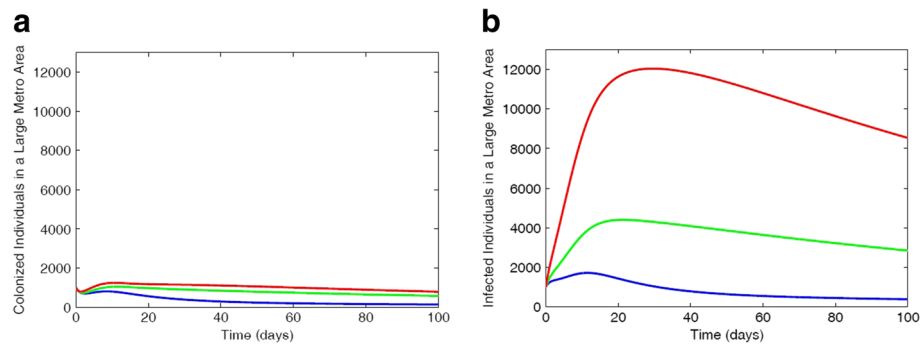 a
Colonized Individuals in a Large Metro Area
12000
10000
8000
6000
4000
2000
0
0 20 40 60 80 100
Time (days)
b
Infected Individuals in a Large Metro Area
12000
10000
8000
6000
4000
2000
0
0 20 40 60 80 100
Time (days)